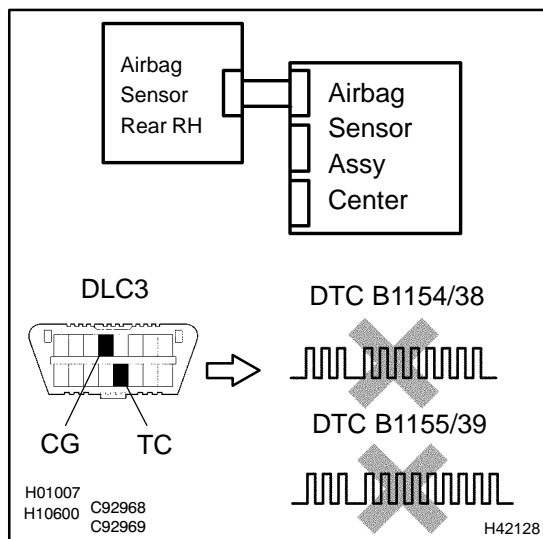 Airbag
Sensor
Rear RH
Airbag
Sensor
Assy
Center
DLC3
DTC B1154/38
CG
TC
DTC B1155/39
H01007
H10600
C92968
C92969
H42128